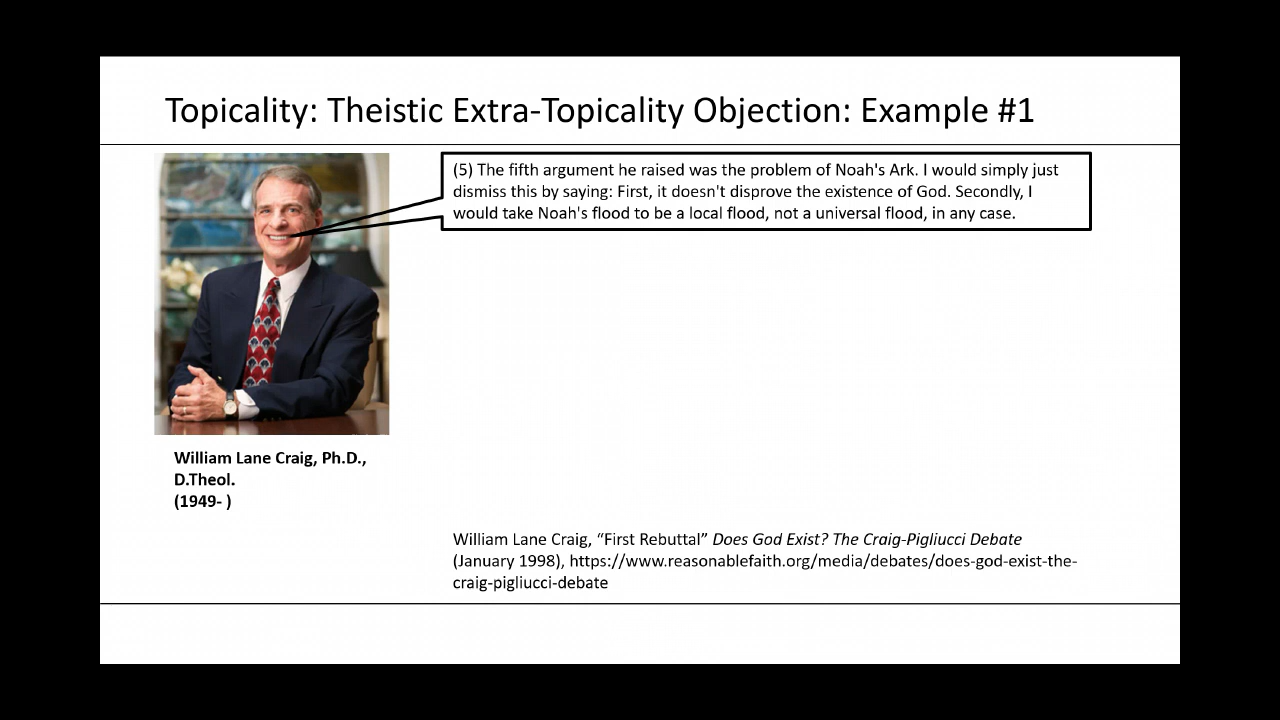 Topicality: Theistic Extra-Topicality Objection: Example #1
(5) The fifth argument he raised was the problem of Noah's Ark. I would simply just
dismiss this by saying: First, it doesn't disprove the existence of God. Secondly, I
would take Noah's flood to be a local flood, not a universal flood, in any case.
William Lane Craig, Ph.D.,
D.Theol.
(1949- )
William Lane Craig, “First Rebuttal” Does God Exist? The Craig-Pigliucci Debate
(January 1998), https://www.reasonablefaith.org/media/debates/does-god-exist-the-
craig-pigliucci-debate